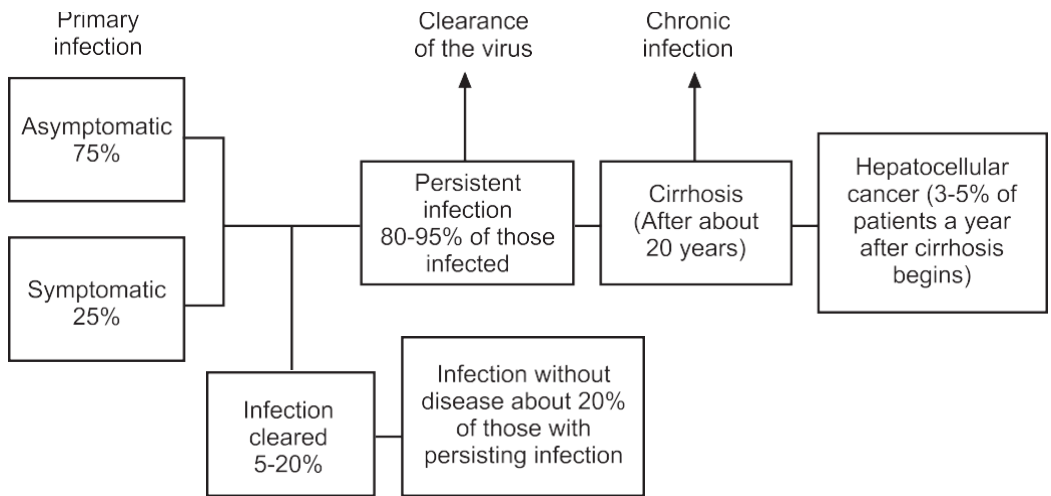 Primary
infection
Clearance
of the virus
Chronic
infection
Asymptomatic
75%
Symptomatic
25%
Persistent
infection
80-95% of those
infected
Cirrhosis
(After about
20 years)
Hepatocellular
cancer (3-5% of
patients a year
after cirrhosis
begins)
Infection
cleared
5-20%
Infection without
disease about 20%
of those with
persisting infection